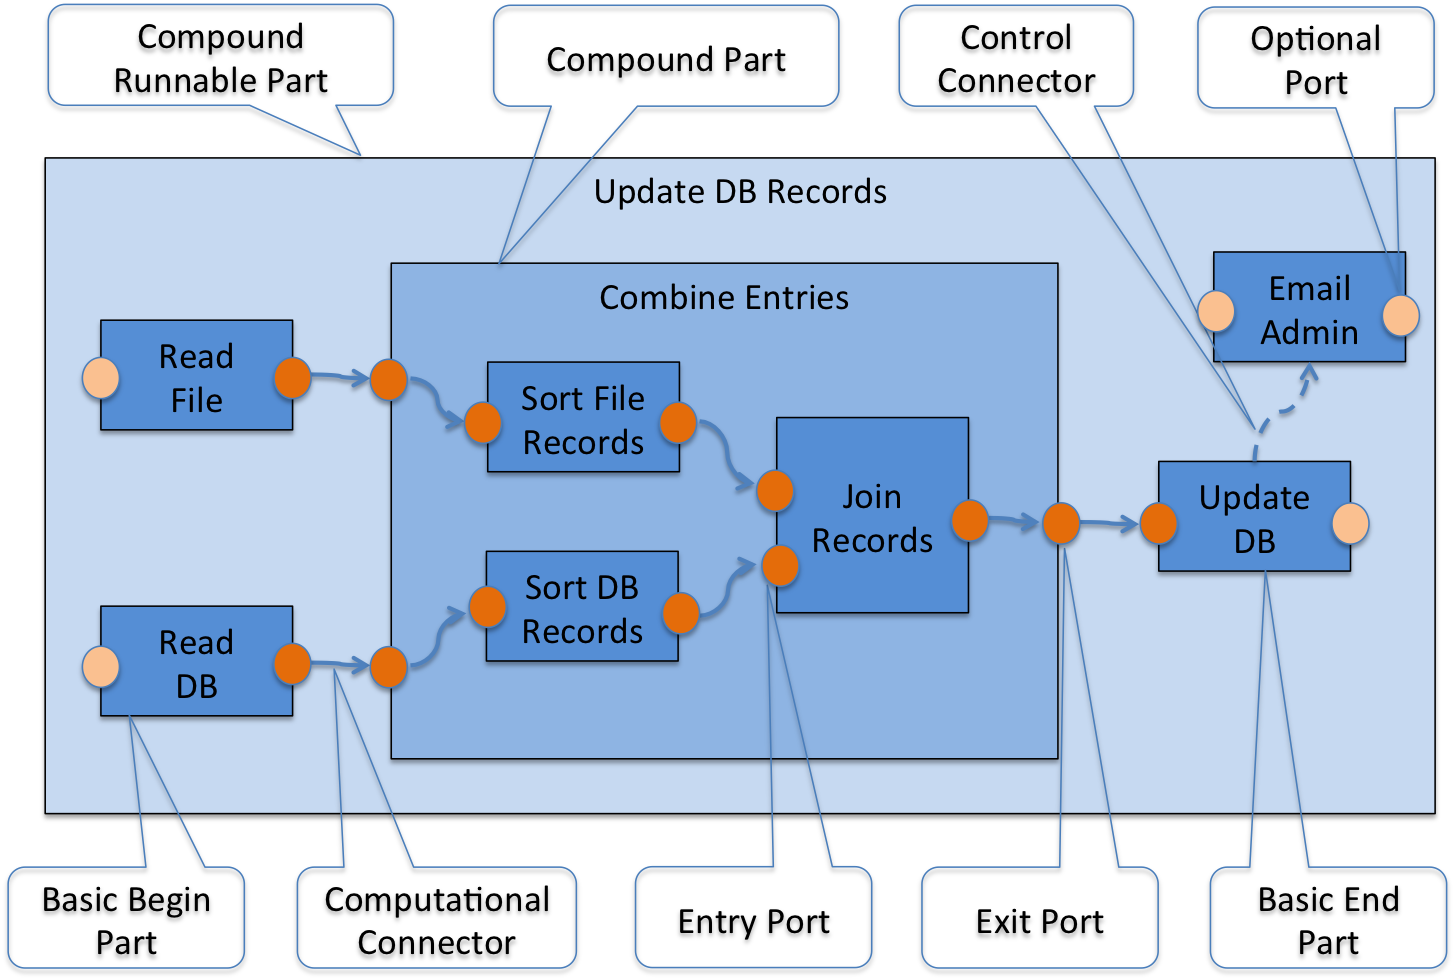 Compound
Runnable Part
Compound Part
Control
Connector
Optional
Port
Update DB Records
Combine Entries
Email
Admin
Read
File
Sort File
Records
Join
Records
Update
DB
Sort DB
Records
Read
DB
Basic Begin
Part
Computational
Connector
Entry Port
Exit Port
Basic End
Part